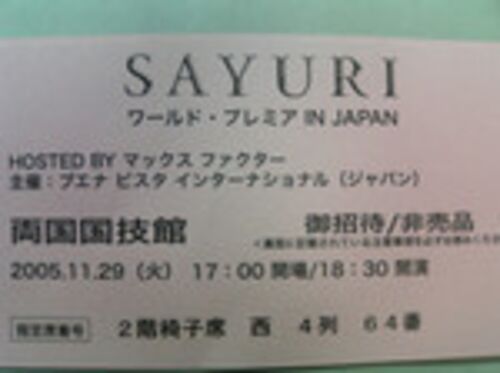 SAYURI
ワールド・プレミア IN JAPAN
HOSTED BY マックス ファクター
主催：ブエナ ビスタ インターナショナル（ジャパン）
両国国技館
御招待/非売品
2005.11.29（火） 17：00 開場/18：30 開演
指定席番号 2階椅子席 西 4列 64番